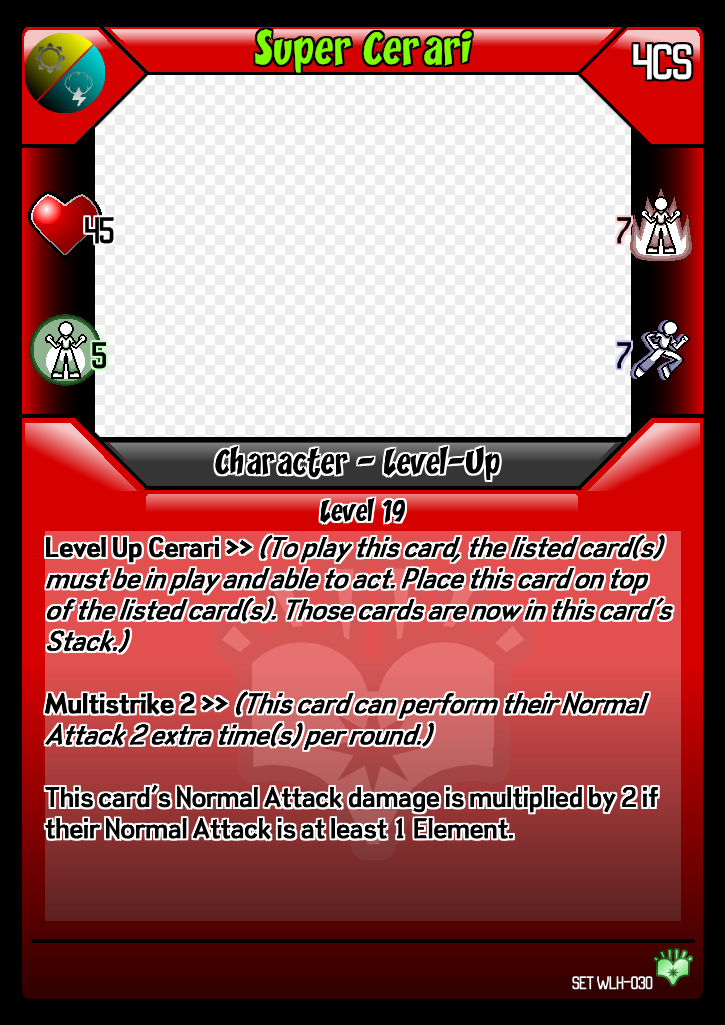 Super Cerari
4CS
45
7
5
7
Character - Level-Up
Level 19
Level Up Cerari >> (To play this card, the listed card(s)
must be in play and able to act. Place this card on top
of the listed card(s). Those cards are now in this card's
Stack.)
Multistrike 2 >> (This card can perform their Normal
Attack 2 extra time(s) per round.)
This card's Normal Attack damage is multiplied by 2 if
their Normal Attack is at least 1 Element.
SET WLH-030